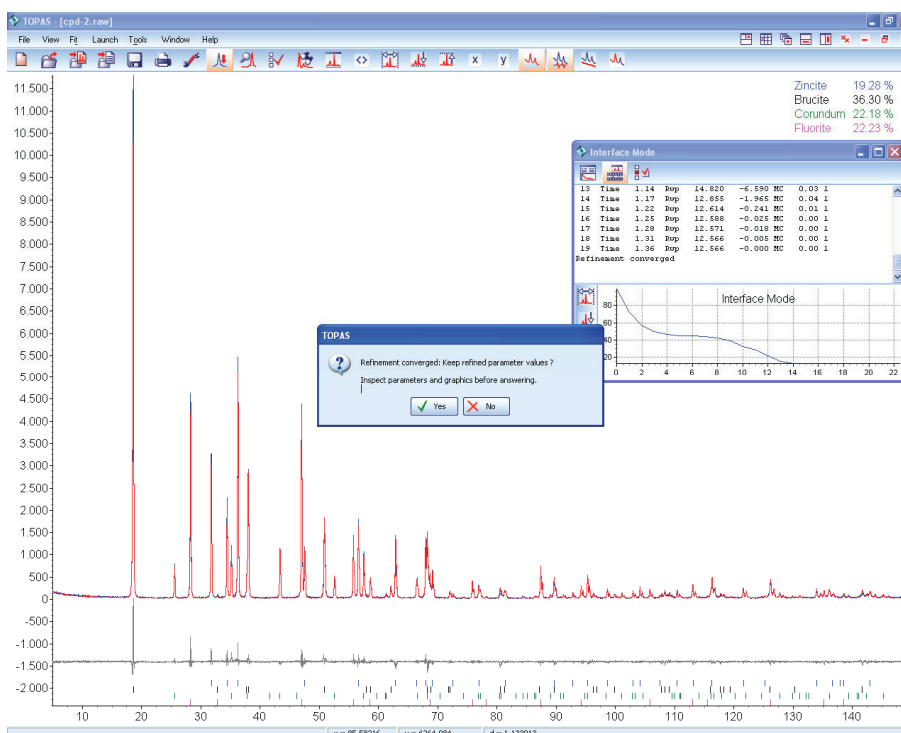 TOPAS - [cpd-2.raw]
File View Fit Launch Tools Window Help
x y
11.500
11.000
10.500
10.000
9.500
9.000
8.500
8.000
7.500
7.000
6.500
6.000
5.500
5.000
4.500
4.000
3.500
3.000
2.500
2.000
1.500
1.000
500
0
-500
-1.000
-1.500
-2.000
Zincite 19.28 %
Brucite 36.30 %
Corundum 22.18 %
Fluorite 22.23 %
Interface Mode
13 Time 1.14 Rwp 14.820 -6.590 MC 0.03 1
14 Time 1.17 Rwp 12.855 -1.965 MC 0.04 1
15 Time 1.22 Rwp 12.614 -0.241 MC 0.01 1
16 Time 1.25 Rwp 12.588 -0.025 MC 0.00 1
17 Time 1.28 Rwp 12.571 -0.018 MC 0.00 1
18 Time 1.31 Rwp 12.566 -0.005 MC 0.00 1
19 Time 1.36 Rwp 12.566 -0.000 MC 0.00 1
Refinement converged
Interface Mode
80
60
40
20
0 2 4 6 8 10 12 14 16 18 20 22
TOPAS
Refinement converged: Keep refined parameter values ?
Inspect parameters and graphics before answering.
Yes No
10 20 30 40 50 60 70 80 90 100 110 120 130 140